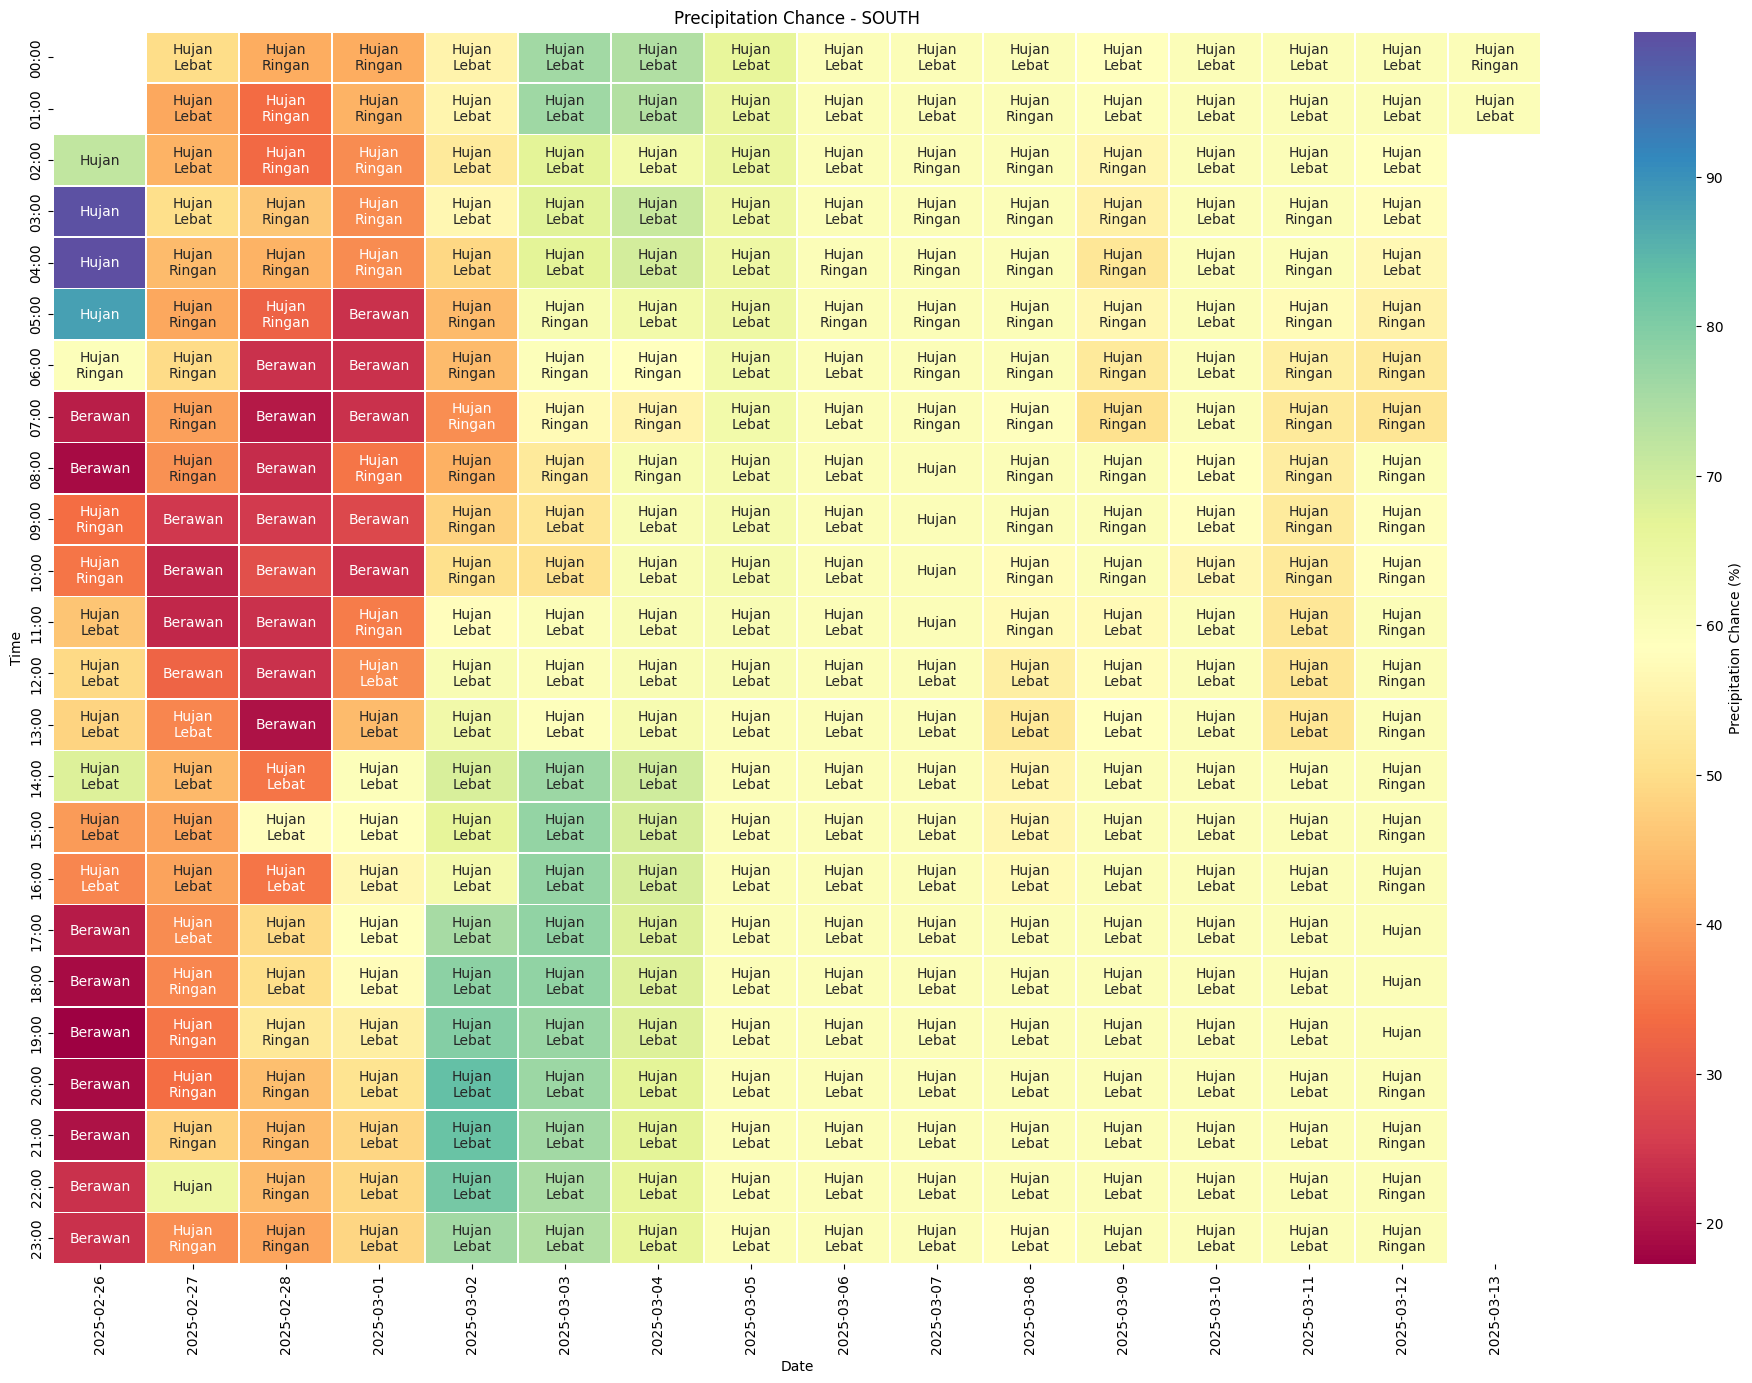 Precipitation Chance - SOUTH
00:00
Hujan Hujan Hujan Hujan Hujan Hujan Hujan Hujan Hujan Hujan Hujan Hujan Hujan Hujan Hujan
Lebat Ringan Ringan Lebat Lebat Lebat Lebat Lebat Lebat Lebat Lebat Lebat Lebat Lebat Ringan
01:00
Hujan Hujan Hujan Hujan Hujan Hujan Hujan Hujan Hujan Hujan Hujan Hujan Hujan Hujan Hujan
Lebat Ringan Ringan Lebat Lebat Lebat Lebat Lebat Lebat Ringan Lebat Lebat Lebat Lebat Lebat
02:00
Hujan
Hujan Hujan Hujan Hujan Hujan Hujan Hujan Hujan Hujan Hujan Hujan Hujan Hujan Hujan
Lebat Ringan Ringan Lebat Lebat Lebat Lebat Lebat Ringan Ringan Ringan Lebat Lebat Lebat
03:00
Hujan
Hujan Hujan Hujan Hujan Hujan Hujan Hujan Hujan Hujan Hujan Hujan Hujan Hujan Hujan
Lebat Ringan Ringan Lebat Lebat Lebat Lebat Lebat Ringan Ringan Ringan Lebat Ringan Lebat
04:00
Hujan
Hujan Hujan Hujan Hujan Hujan Hujan Hujan Hujan Hujan Hujan Hujan Hujan Hujan Hujan
Ringan Ringan Ringan Lebat Lebat Lebat Lebat Ringan Ringan Ringan Ringan Lebat Ringan Lebat
05:00
Hujan Berawan
Hujan Hujan Hujan Hujan Hujan Hujan Hujan Hujan Hujan Hujan Hujan Hujan Hujan
Ringan Ringan Ringan Ringan Lebat Lebat Ringan Ringan Ringan Ringan Lebat Ringan Ringan
06:00
Hujan Hujan Hujan Hujan Hujan Hujan Hujan Hujan Hujan Hujan Hujan Hujan Hujan
Berawan Berawan
Ringan Ringan Ringan Ringan Ringan Lebat Lebat Ringan Ringan Ringan Lebat Ringan Ringan
07:00
Hujan Hujan Hujan Hujan Hujan Hujan Hujan Hujan Hujan Hujan Hujan Hujan
Berawan Berawan Berawan
Ringan Ringan Ringan Ringan Lebat Lebat Ringan Ringan Ringan Lebat Ringan Ringan
08:00
Hujan Hujan Hujan Hujan Hujan Hujan Hujan Hujan Hujan Hujan Hujan Hujan
Berawan Berawan Hujan
Ringan Ringan Ringan Ringan Ringan Lebat Lebat Ringan Ringan Lebat Ringan Ringan
09:00
Hujan Hujan Hujan Hujan Hujan Hujan Hujan Hujan Hujan Hujan Hujan
Berawan Berawan Berawan Hujan
Ringan Ringan Lebat Lebat Lebat Lebat Ringan Ringan Lebat Ringan Ringan
10:00
Hujan Hujan Hujan Hujan Hujan Hujan Hujan Hujan Hujan Hujan Hujan
Berawan Berawan Berawan Hujan
Ringan Ringan Lebat Lebat Lebat Lebat Ringan Ringan Lebat Ringan Ringan
11:00
Hujan Hujan Hujan Hujan Hujan Hujan Hujan Hujan Hujan Hujan Hujan Hujan
Berawan Berawan Hujan
Lebat Ringan Lebat Lebat Lebat Lebat Lebat Ringan Lebat Lebat Lebat Ringan
12:00
Hujan Hujan Hujan Hujan Hujan Hujan Hujan Hujan Hujan Hujan Hujan Hujan Hujan
Berawan Berawan
Lebat Lebat Lebat Lebat Lebat Lebat Lebat Lebat Lebat Lebat Lebat Lebat Ringan
13:00
Hujan Hujan Hujan Hujan Hujan Hujan Hujan Hujan Hujan Hujan Hujan Hujan Hujan Hujan
Berawan
Lebat Lebat Lebat Lebat Lebat Lebat Lebat Lebat Lebat Lebat Lebat Lebat Lebat Ringan
14:00
Hujan Hujan Hujan Hujan Hujan Hujan Hujan Hujan Hujan Hujan Hujan Hujan Hujan Hujan Hujan
Lebat Lebat Lebat Lebat Lebat Lebat Lebat Lebat Lebat Lebat Lebat Lebat Lebat Lebat Ringan
15:00
Hujan Hujan Hujan Hujan Hujan Hujan Hujan Hujan Hujan Hujan Hujan Hujan Hujan Hujan Hujan
Lebat Lebat Lebat Lebat Lebat Lebat Lebat Lebat Lebat Lebat Lebat Lebat Lebat Lebat Ringan
16:00
Hujan Hujan Hujan Hujan Hujan Hujan Hujan Hujan Hujan Hujan Hujan Hujan Hujan Hujan Hujan
Lebat Lebat Lebat Lebat Lebat Lebat Lebat Lebat Lebat Lebat Lebat Lebat Lebat Lebat Ringan
17:00
Hujan Hujan Hujan Hujan Hujan Hujan Hujan Hujan Hujan Hujan Hujan Hujan Hujan
Berawan Hujan
Lebat Lebat Lebat Lebat Lebat Lebat Lebat Lebat Lebat Lebat Lebat Lebat Lebat
18:00
Hujan Hujan Hujan Hujan Hujan Hujan Hujan Hujan Hujan Hujan Hujan Hujan Hujan
Berawan Hujan
Ringan Lebat Lebat Lebat Lebat Lebat Lebat Lebat Lebat Lebat Lebat Lebat Lebat
19:00
Hujan Hujan Hujan Hujan Hujan Hujan Hujan Hujan Hujan Hujan Hujan Hujan Hujan
Berawan Hujan
Ringan Ringan Lebat Lebat Lebat Lebat Lebat Lebat Lebat Lebat Lebat Lebat Lebat
20:00
Hujan Hujan Hujan Hujan Hujan Hujan Hujan Hujan Hujan Hujan Hujan Hujan Hujan Hujan
Berawan
Ringan Ringan Lebat Lebat Lebat Lebat Lebat Lebat Lebat Lebat Lebat Lebat Lebat Ringan
21:00
Hujan Hujan Hujan Hujan Hujan Hujan Hujan Hujan Hujan Hujan Hujan Hujan Hujan Hujan
Berawan
Ringan Ringan Lebat Lebat Lebat Lebat Lebat Lebat Lebat Lebat Lebat Lebat Lebat Ringan
22:00
Hujan Hujan Hujan Hujan Hujan Hujan Hujan Hujan Hujan Hujan Hujan Hujan Hujan
Berawan Hujan
Ringan Lebat Lebat Lebat Lebat Lebat Lebat Lebat Lebat Lebat Lebat Lebat Ringan
23:00
Hujan Hujan Hujan Hujan Hujan Hujan Hujan Hujan Hujan Hujan Hujan Hujan Hujan Hujan
Berawan
Ringan Ringan Lebat Lebat Lebat Lebat Lebat Lebat Lebat Lebat Lebat Lebat Lebat Ringan
Time
2025-02-26
2025-02-27
2025-02-28
2025-03-01
2025-03-02
2025-03-03
2025-03-04
2025-03-05
2025-03-06
2025-03-07
2025-03-08
2025-03-09
2025-03-10
2025-03-11
2025-03-12
2025-03-13
Date
90
80
70
60
50
40
30
20
Precipitation Chance (%)